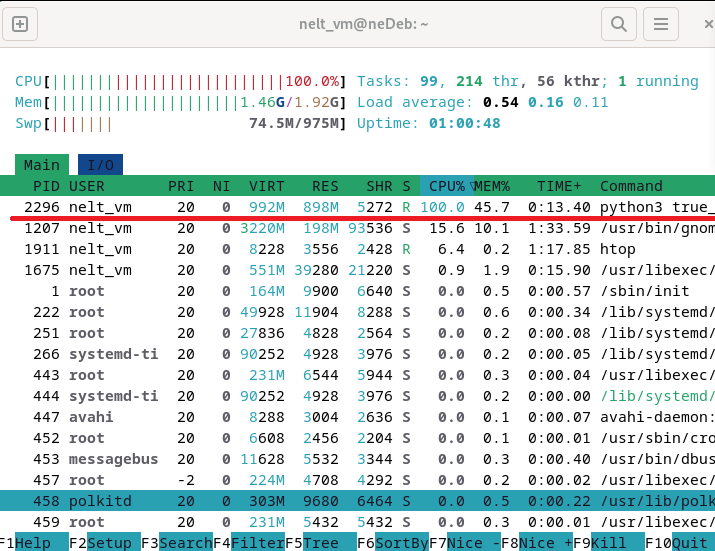 nelt_vm@neDeb: ~
CPU[||||||||||||||||||||||||||||100.0%] Tasks: 99, 214 thr, 56 kthr; 1 running
Mem[|||||||||||||||||||||||1.46G/1.92G] Load average: 0.54 0.16 0.11
Swp[|||||||                 74.5M/975M] Uptime: 01:00:48
Main I/O
PID USER PRI NI VIRT RES SHR S CPU%▽MEM% TIME+ Command
2296 nelt_vm 20 0 992M 898M 5272 R 100.0 45.7 0:13.40 python3 true_
1207 nelt_vm 20 0 3220M 198M 93536 S 15.6 10.1 1:33.59 /usr/bin/gnom
1911 nelt_vm 20 0 8228 3556 2428 R 6.4 0.2 1:17.85 htop
1675 nelt_vm 20 0 551M 39280 21220 S 0.9 1.9 0:15.90 /usr/libexec/
1 root 20 0 164M 9900 6640 S 0.0 0.5 0:00.57 /sbin/init
222 root 20 0 49928 11904 8288 S 0.0 0.6 0:00.34 /lib/systemd/
251 root 20 0 27836 4828 2564 S 0.0 0.2 0:00.08 /lib/systemd/
266 systemd-ti 20 0 90252 4928 3976 S 0.0 0.2 0:00.05 /lib/systemd/
443 root 20 0 231M 6544 5944 S 0.0 0.3 0:00.04 /usr/libexec/
444 systemd-ti 20 0 90252 4928 3976 S 0.0 0.2 0:00.00 /lib/systemd/
447 avahi 20 0 8288 3004 2636 S 0.0 0.1 0:00.07 avahi-daemon:
452 root 20 0 6608 2456 2204 S 0.0 0.1 0:00.01 /usr/sbin/cro
453 messagebus 20 0 11628 5532 3344 S 0.0 0.3 0:00.40 /usr/bin/dbus
457 root -2 0 224M 4708 4292 S 0.0 0.2 0:00.02 /usr/libexec/
458 polkitd 20 0 303M 9680 6464 S 0.0 0.5 0:00.22 /usr/lib/polk
459 root 20 0 231M 5432 5432 S 0.0 0.3 0:00.01 /usr/libexec/
F1Help F2Setup F3SearchF4FilterF5Tree F6SortByF7Nice -F8Nice +F9Kill F10Quit